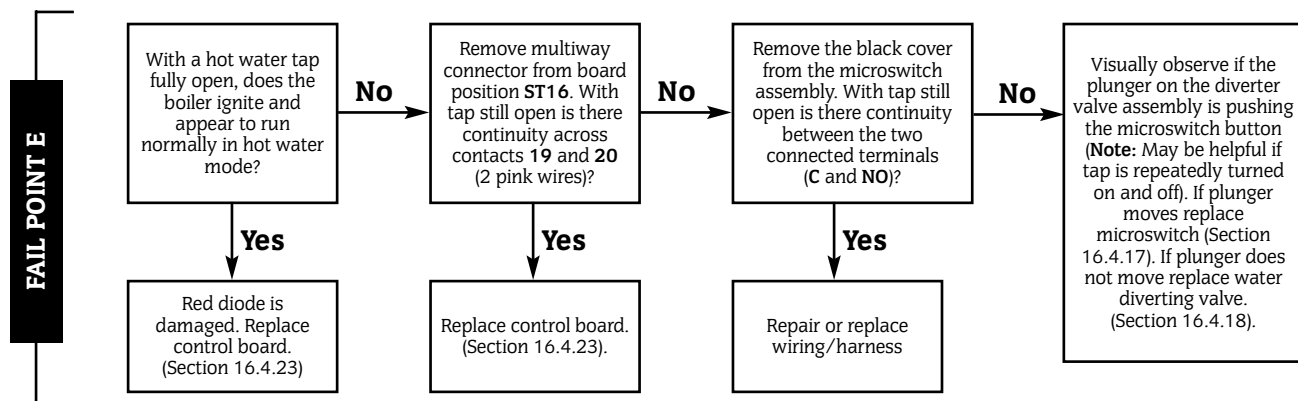 FAIL POINT E
With a hot water tap
fully open, does the
boiler ignite and
appear to run
normally in hot water
mode?
No
Remove multiway
connector from board
position ST16. With
tap still open is there
continuity across
contacts 19 and 20
(2 pink wires)?
No
Remove the black cover
from the microswitch
assembly. With tap still
open is there continuity
between the two
connected terminals
(C and NO)?
No
Visually observe if the
plunger on the diverter
valve assembly is pushing
the microswitch button
(Note: May be helpful if
tap is repeatedly turned
on and off). If plunger
moves replace
microswitch (Section
16.4.17). If plunger does
not move replace water
diverting valve.
(Section 16.4.18).
Yes
Yes
Yes
Red diode is
damaged. Replace
control board.
(Section 16.4.23)
Replace control board.
(Section 16.4.23).
Repair or replace
wiring/harness